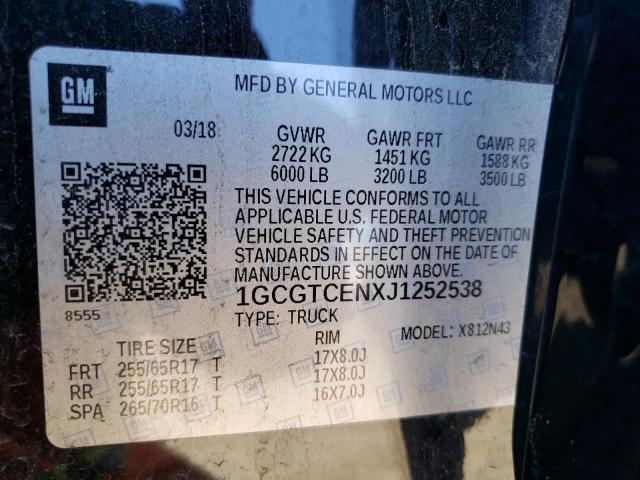 GM
MFD BY GENERAL MOTORS LLC
03/18 GVWR GAWR FRT GAWR RR
2722 KG 1451 KG 1588 KG
6000 LB 3200 LB 3500 LB
THIS VEHICLE CONFORMS TO ALL
APPLICABLE U.S. FEDERAL MOTOR
VEHICLE SAFETY AND THEFT PREVENTION
STANDARDS IN EFFECT ON THE DATE OF
MANUFACTURE SHOWN ABOVE.
8555
1GCGTCENXJ1252538
TYPE: TRUCK MODEL: X812N43
TIRE SIZE RIM
FRT 255/65R17 T 17X8.0J
RR 255/65R17 T 17X8.0J
SPA 265/70R16 T 16X7.0J